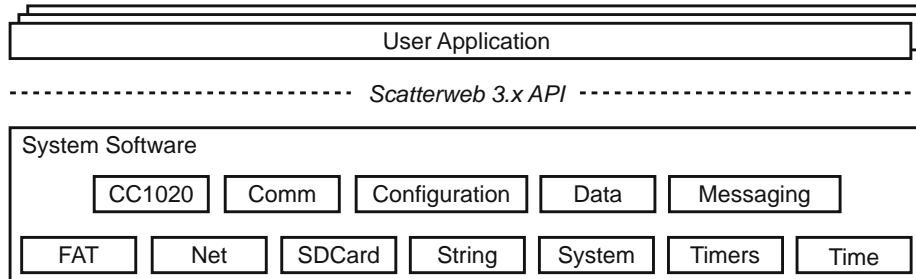 User Application
Scatterweb 3.x API
System Software
CC1020 Comm Configuration Data Messaging
FAT Net SDCard String System Timers Time